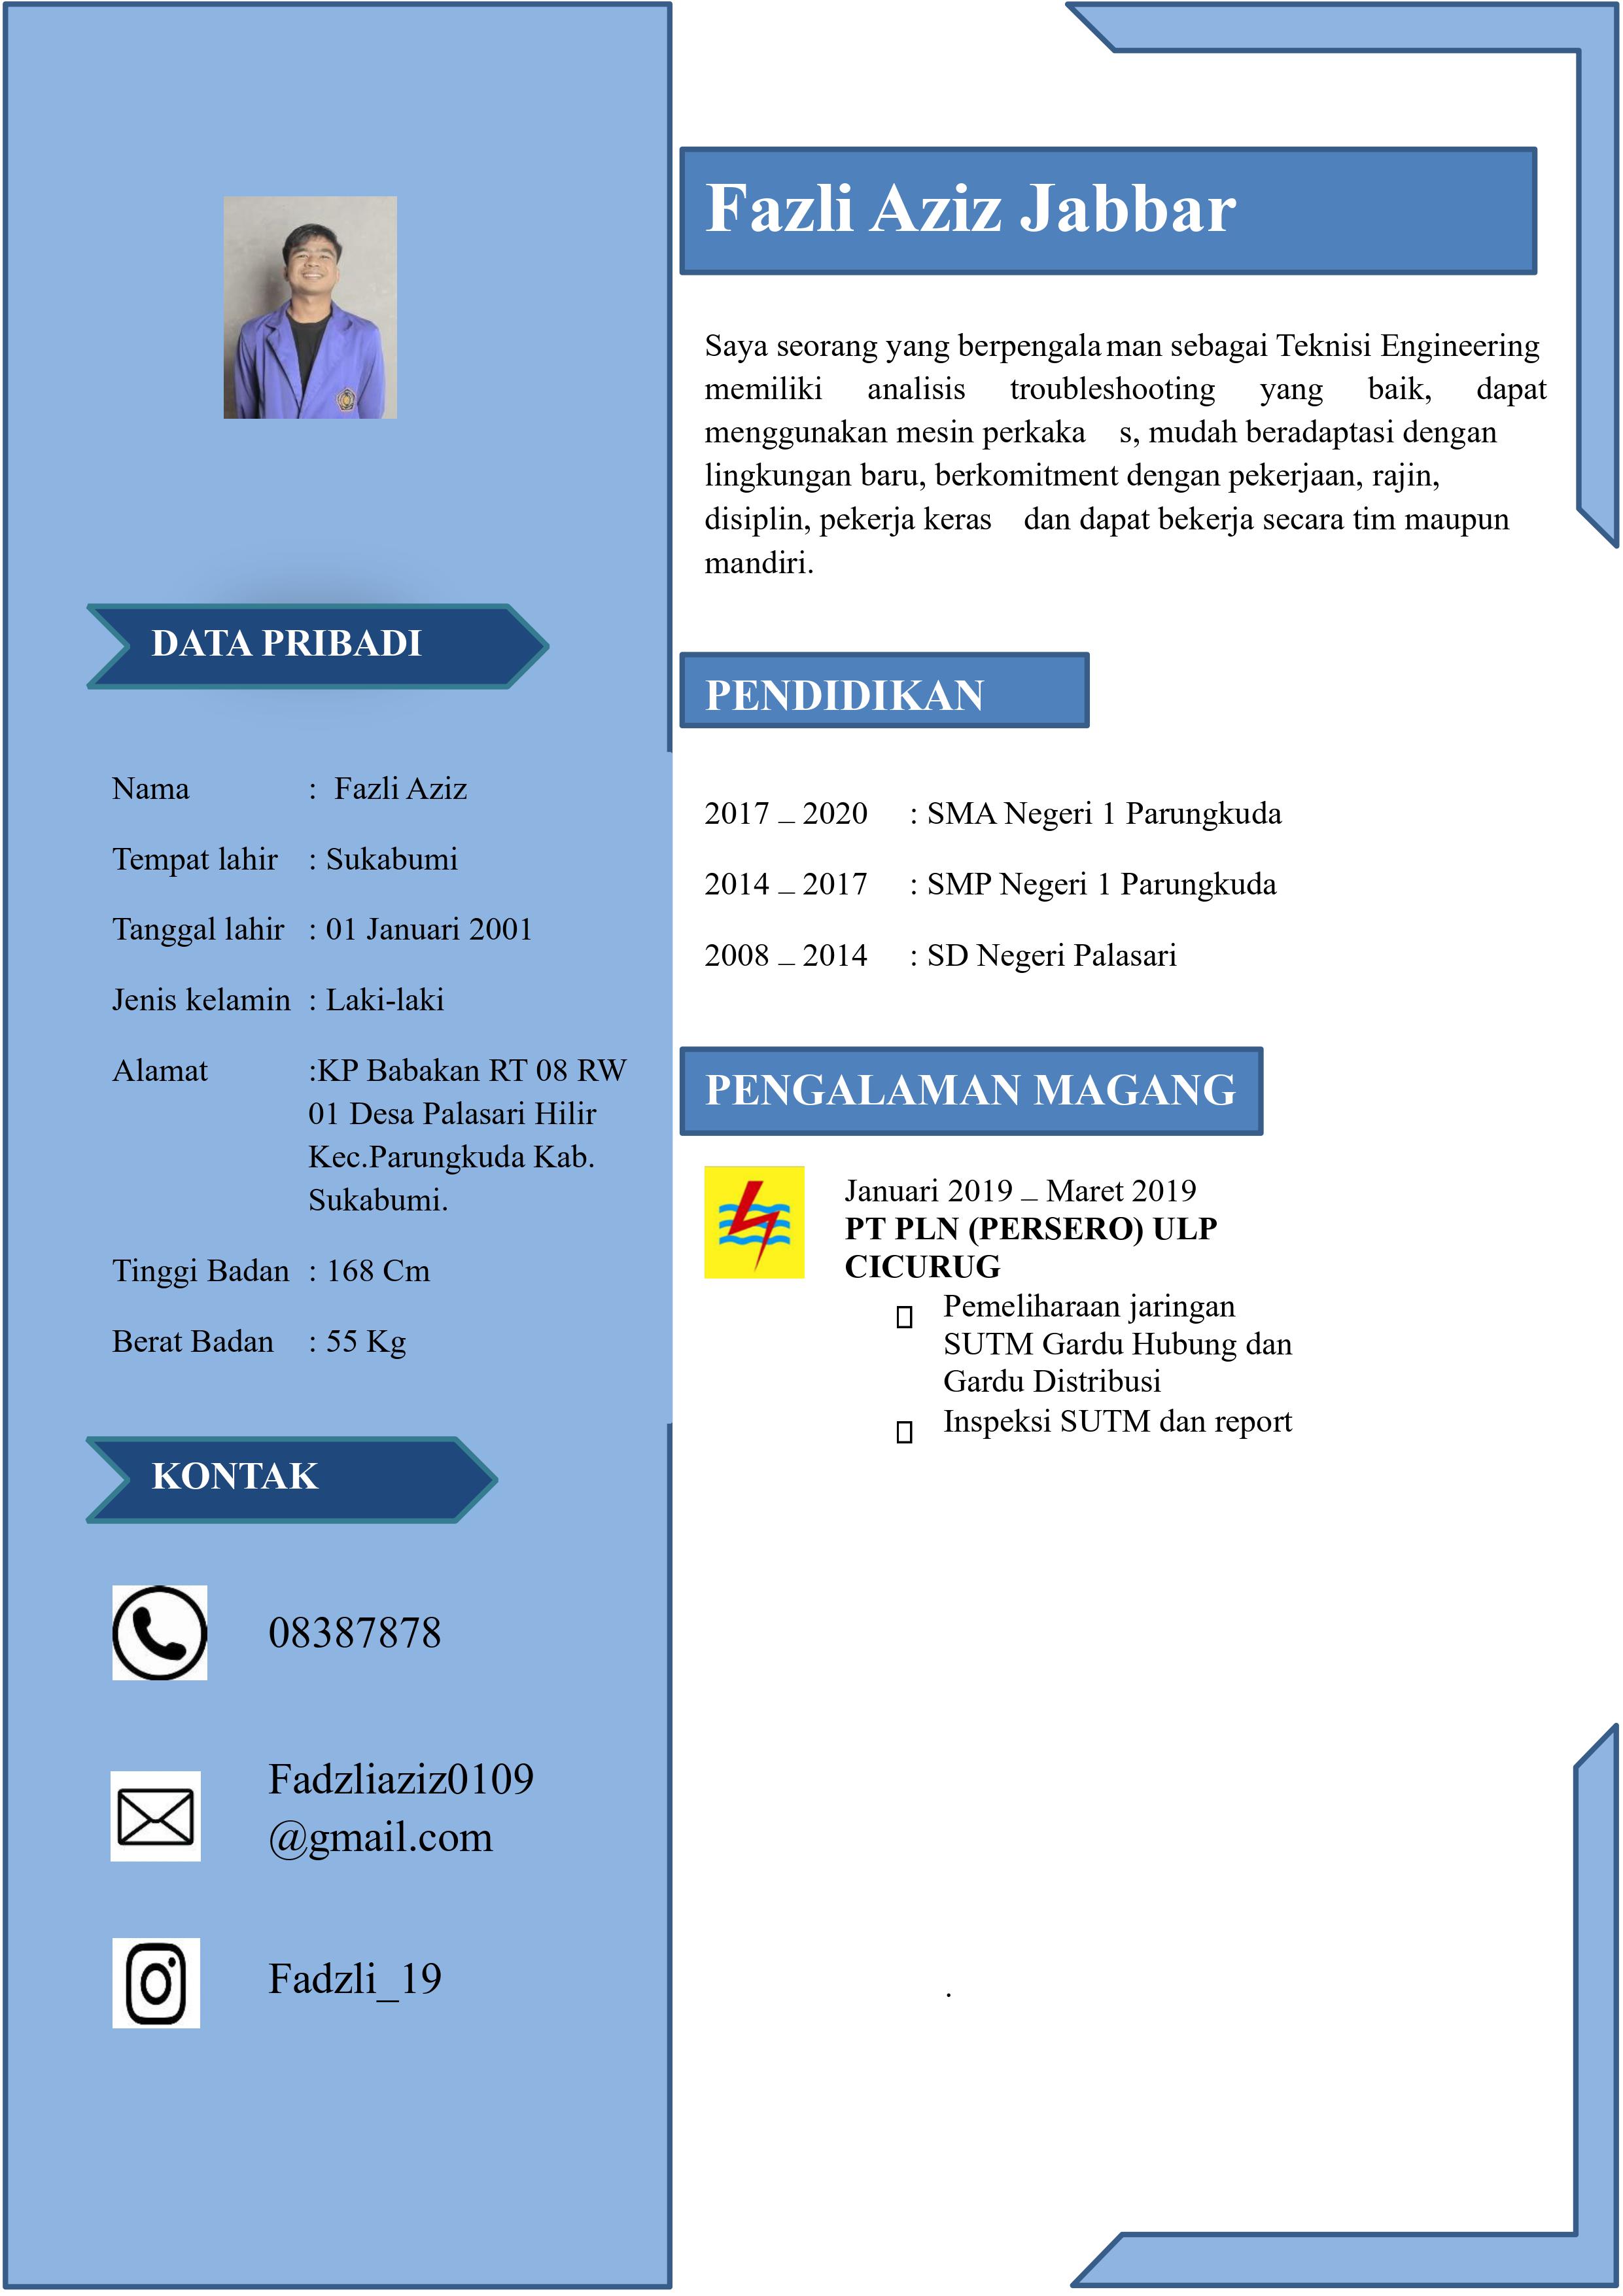 Fazli Aziz Jabbar
Saya seorang yang berpengalaman sebagai Teknisi Engineering
memiliki analisis troubleshooting yang baik, dapat
menggunakan mesin perkaka s, mudah beradaptasi dengan
lingkungan baru, berkomitment dengan pekerjaan, rajin,
disiplin, pekerja keras dan dapat bekerja secara tim maupun
mandiri.
DATA PRIBADI
Nama : Fazli Aziz
Tempat lahir : Sukabumi
Tanggal lahir : 01 Januari 2001
Jenis kelamin : Laki-laki
Alamat :KP Babakan RT 08 RW
01 Desa Palasari Hilir
Kec.Parungkuda Kab.
Sukabumi.
Tinggi Badan : 168 Cm
Berat Badan : 55 Kg
KONTAK
08387878
Fadzliaziz0109
@gmail.com
Fadzli_19
PENDIDIKAN
2017 – 2020 : SMA Negeri 1 Parungkuda
2014 – 2017 : SMP Negeri 1 Parungkuda
2008 – 2014 : SD Negeri Palasari
PENGALAMAN MAGANG
Januari 2019 – Maret 2019
PT PLN (PERSERO) ULP
CICURUG
Pemeliharaan jaringan
SUTM Gardu Hubung dan
Gardu Distribusi
Inspeksi SUTM dan report
.